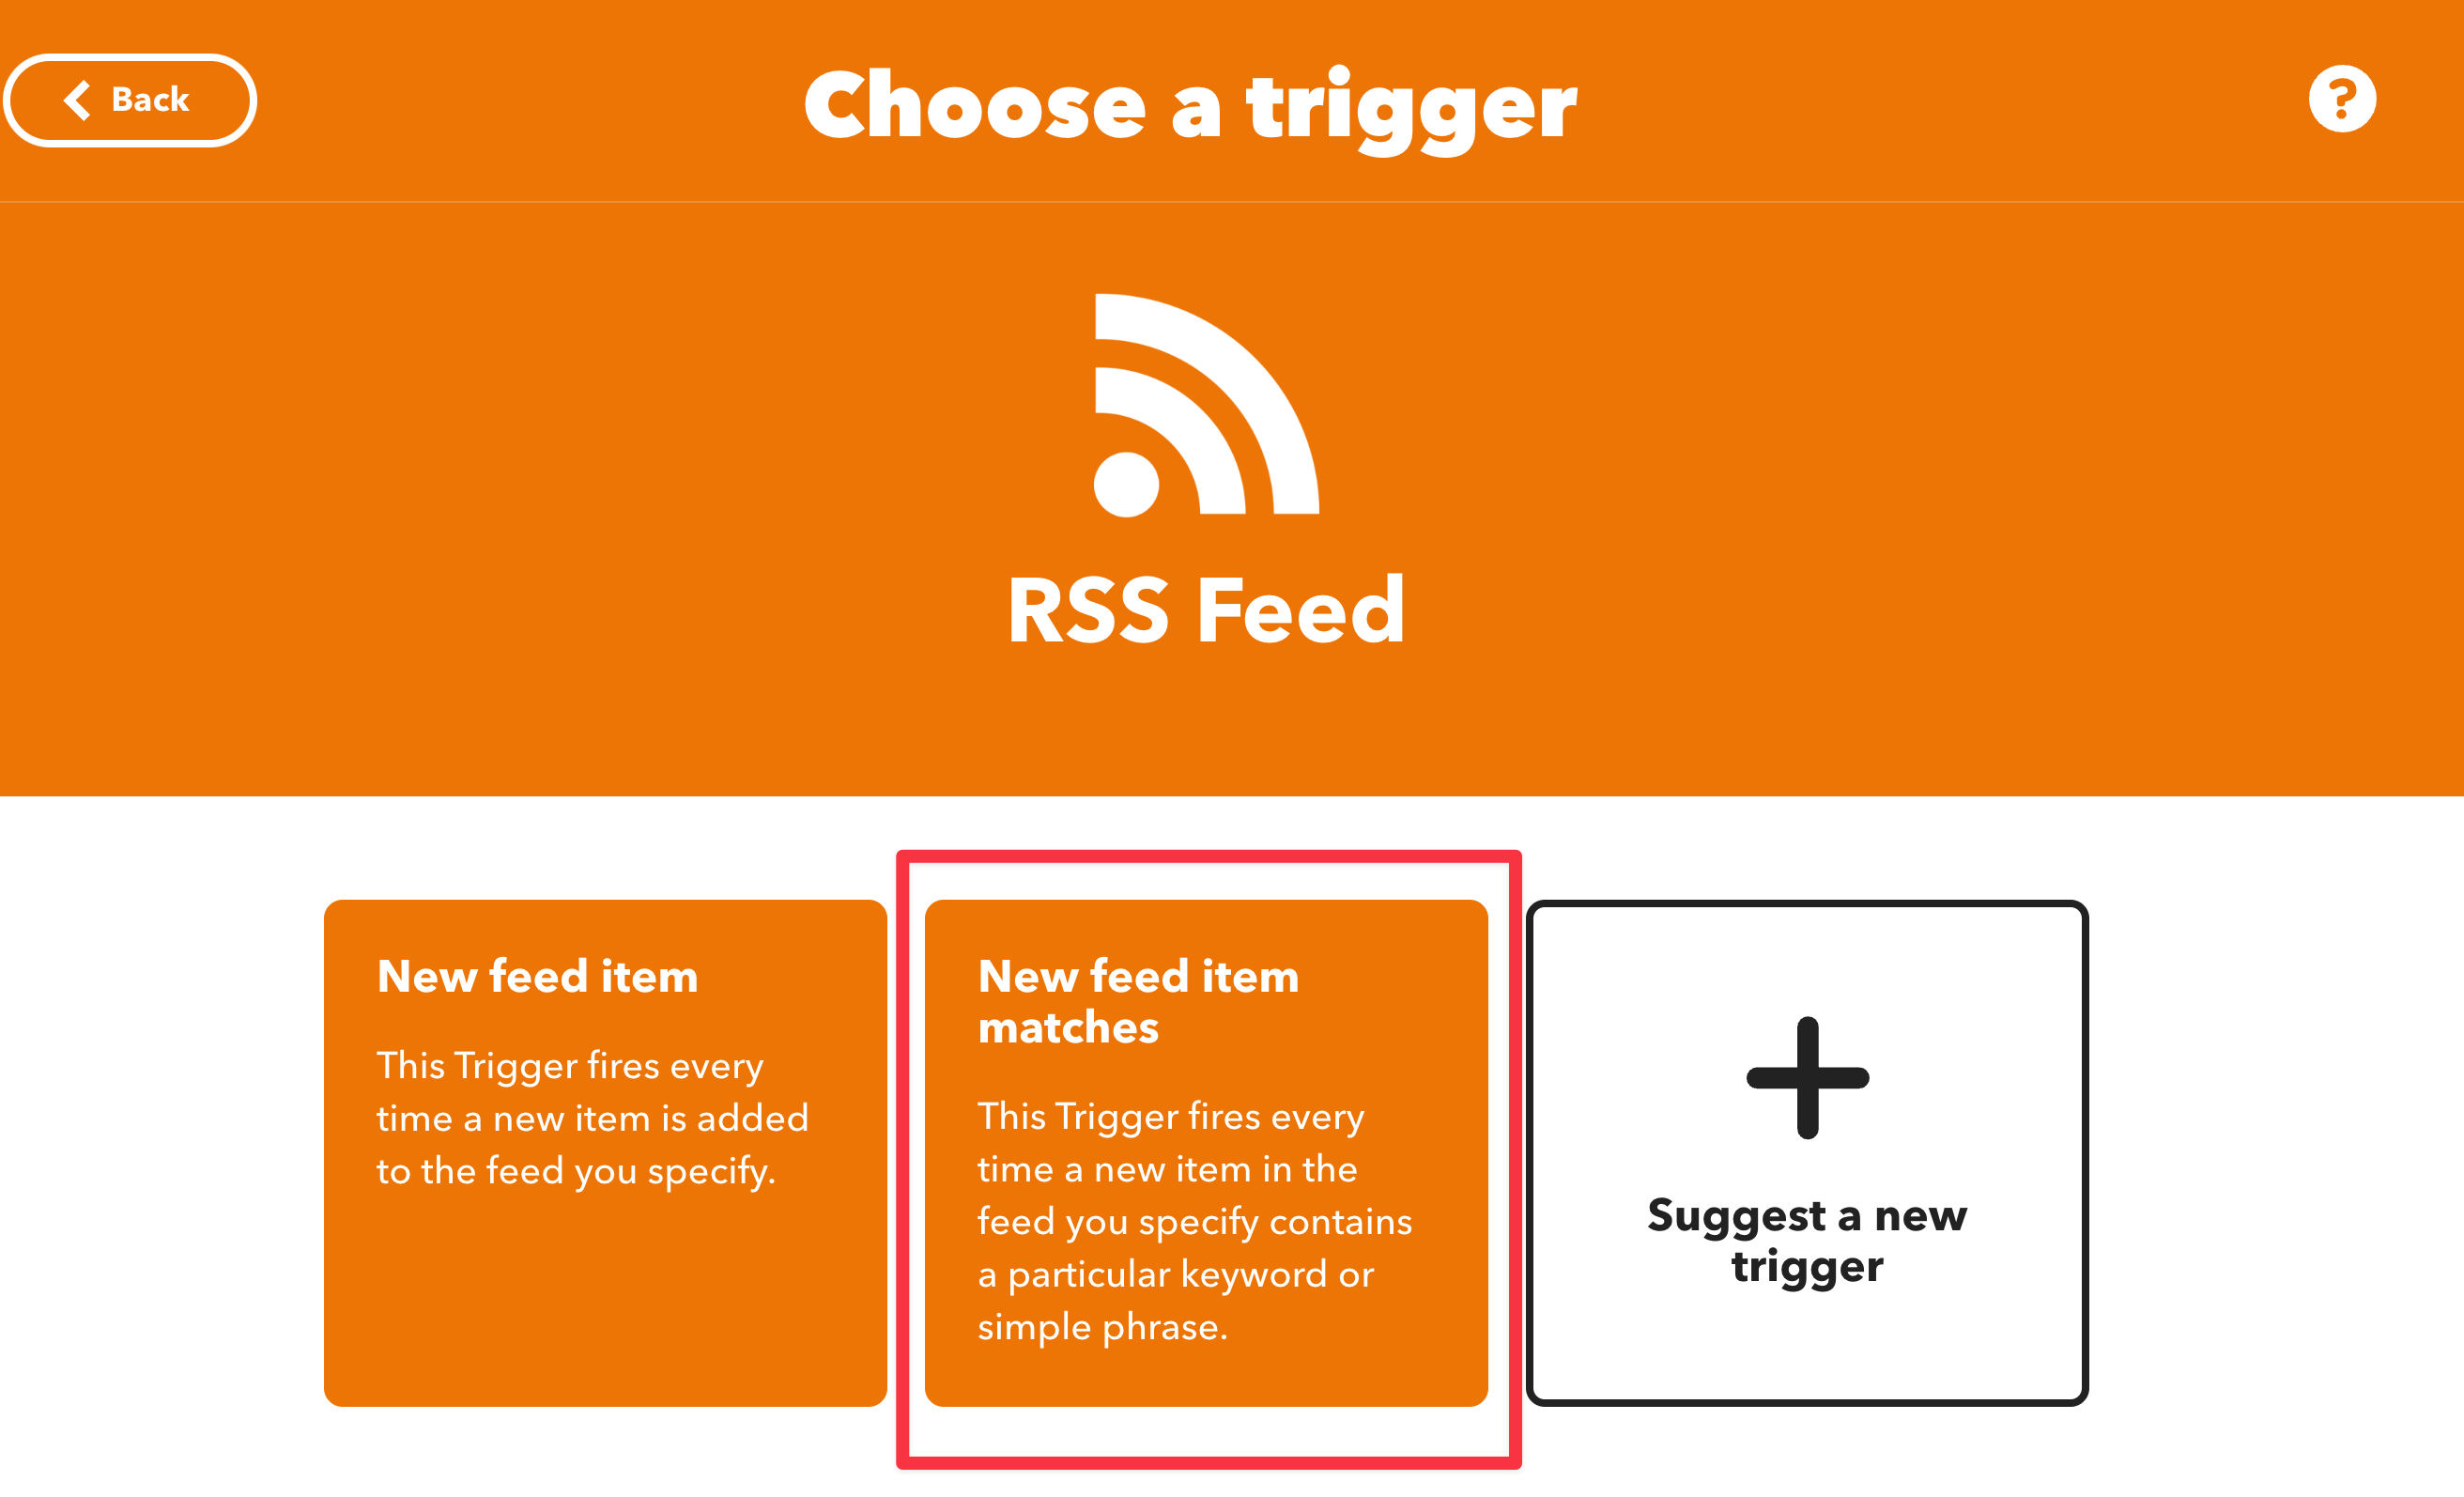 Back
Choose a trigger
?
RSS Feed
New feed item
This Trigger fires every
time a new item is added
to the feed you specify.
New feed item
matches
This Trigger fires every
time a new item in the
feed you specify contains
a particular keyword or
simple phrase.
Suggest a new
trigger